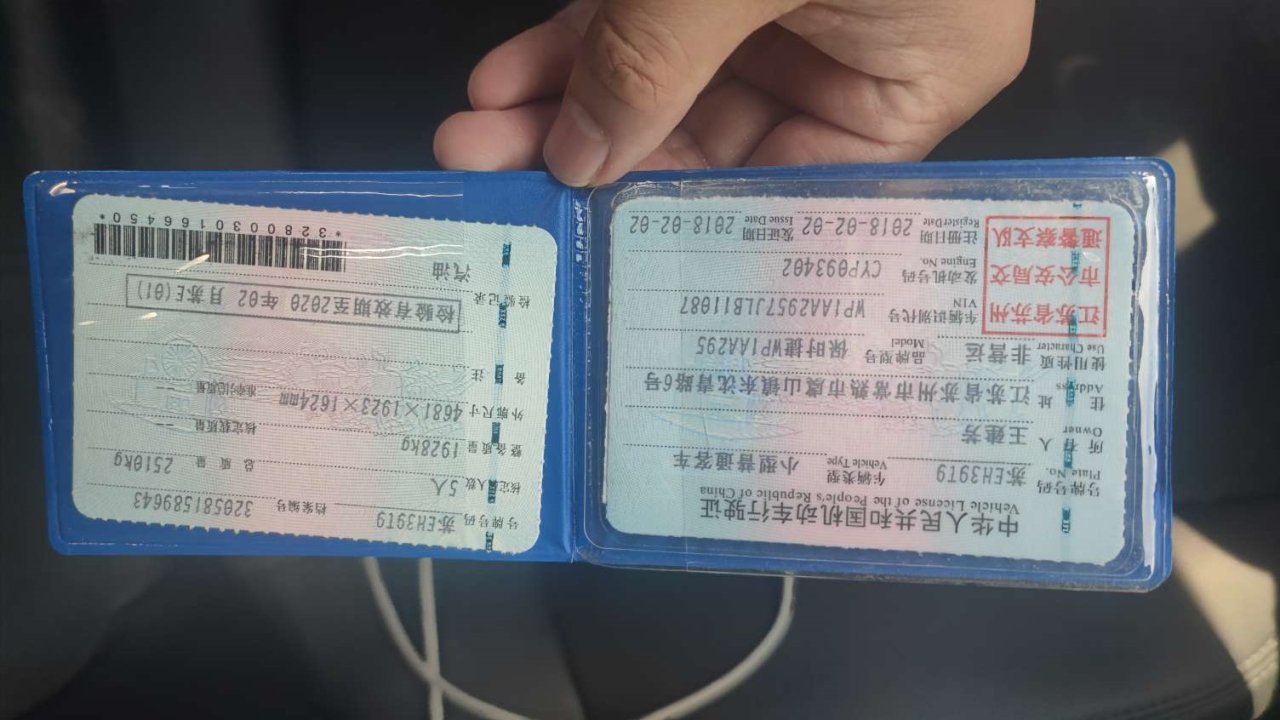 中华人民共和国机动车行驶证
Vehicle License of the People's Republic of China
号牌号码 苏EH39T9 车辆类型 小型普通客车
Plate No. Vehicle Type
所有人 王建芳
Owner
住址 江苏省苏州市常熟市虞山镇东沈青路6号
Address
使用性质 非营运 品牌型号 保时捷WP1AA295
Use Character Model
江苏省苏州
市公安局交
通警察支队
车辆识别代号 WP1AA2957JLB11087
VIN
发动机号码 CYP093402
Engine No.
注册日期 2018-02-02 发证日期 2018-02-02
Register Date Issue Date
号牌号码 苏EH39T9 档案编号 320581589643
核定人数 5人 总质量 2510kg
整备质量 1928kg 核定载质量 --
外廓尺寸 4681×1923×1624mm 准牵引总质量 --
备注
检验有效期至2020年02月苏E(01)
检验记录
汽油
*3280030166450*